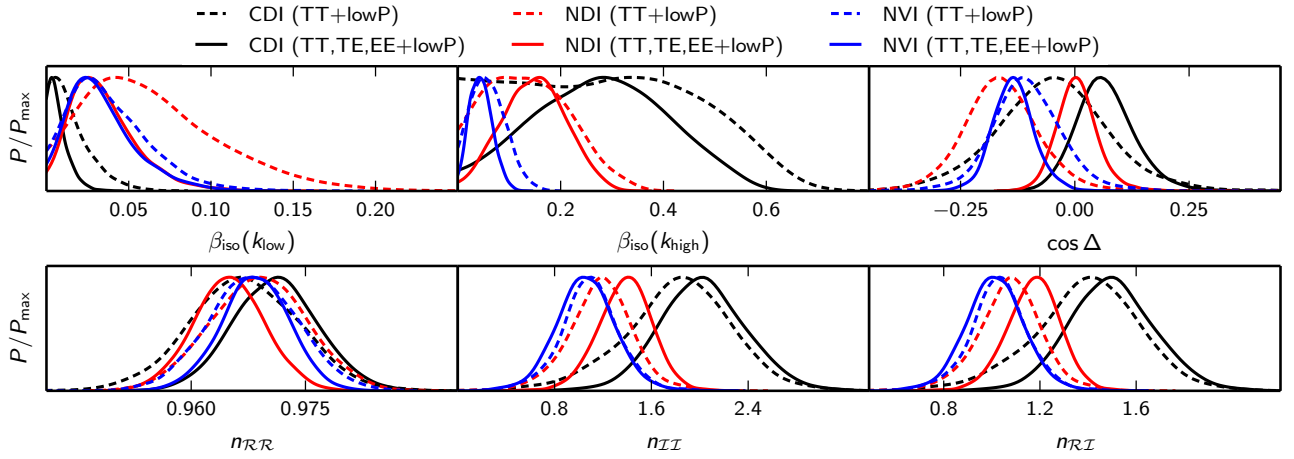 CDI (TT+lowP) NDI (TT+lowP) NVI (TT+lowP)
CDI (TT,TE,EE+lowP) NDI (TT,TE,EE+lowP) NVI (TT,TE,EE+lowP)
P/P_max
0.05 0.10 0.15 0.20 0.2 0.4 0.6 −0.25 0.00 0.25
β_iso(k_low) β_iso(k_high) cos Δ
P/P_max
0.960 0.975 0.8 1.6 2.4 0.8 1.2 1.6
n_ℛℛ n_ℐℐ n_ℛℐ